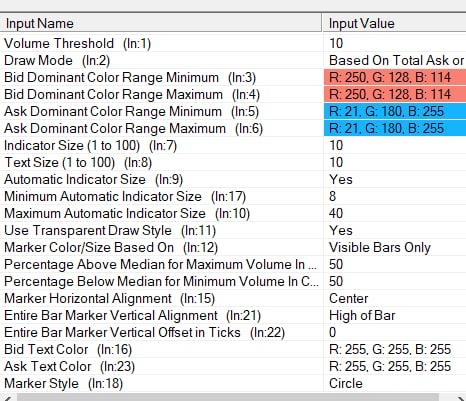 Input Name Input Value
Volume Threshold (In:1) 10
Draw Mode (In:2) Based On Total Ask or
Bid Dominant Color Range Minimum (In:3) R: 250, G: 128, B: 114
Bid Dominant Color Range Maximum (In:4) R: 250, G: 128, B: 114
Ask Dominant Color Range Minimum (In:5) R: 21, G: 180, B: 255
Ask Dominant Color Range Maximum (In:6) R: 21, G: 180, B: 255
Indicator Size (1 to 100) (In:7) 10
Text Size (1 to 100) (In:8) 10
Automatic Indicator Size (In:9) Yes
Minimum Automatic Indicator Size (In:17) 8
Maximum Automatic Indicator Size (In:10) 40
Use Transparent Draw Style (In:11) Yes
Marker Color/Size Based On (In:12) Visible Bars Only
Percentage Above Median for Maximum Volume In ... 50
Percentage Below Median for Minimum Volume In C... 50
Marker Horizontal Alignment (In:15) Center
Entire Bar Marker Vertical Alignment (In:21) High of Bar
Entire Bar Marker Vertical Offset in Ticks (In:22) 0
Bid Text Color (In:16) R: 255, G: 255, B: 255
Ask Text Color (In:23) R: 255, G: 255, B: 255
Marker Style (In:18) Circle